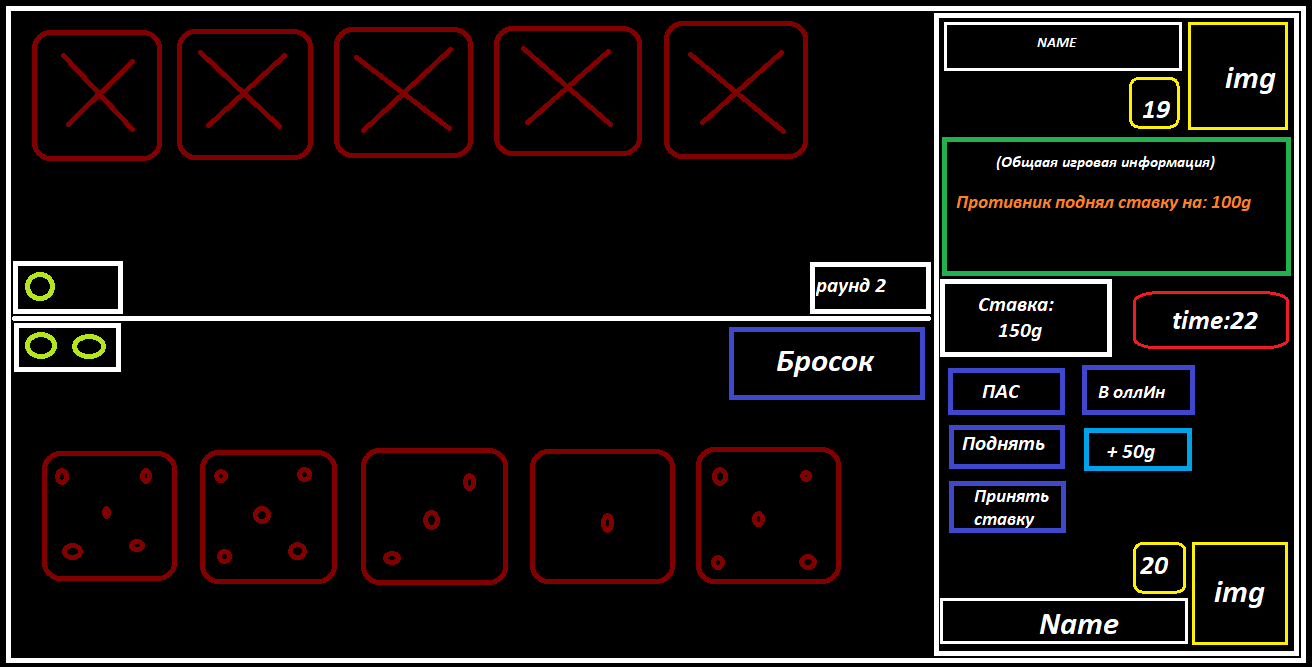 NAME
img
19
(Общаая игровая информация)
Противник поднял ставку на: 100g
раунд 2
Ставка:
150g
time:22
Бросок
ПАС
В оллИн
Поднять
+ 50g
Принять
ставку
20
img
Name